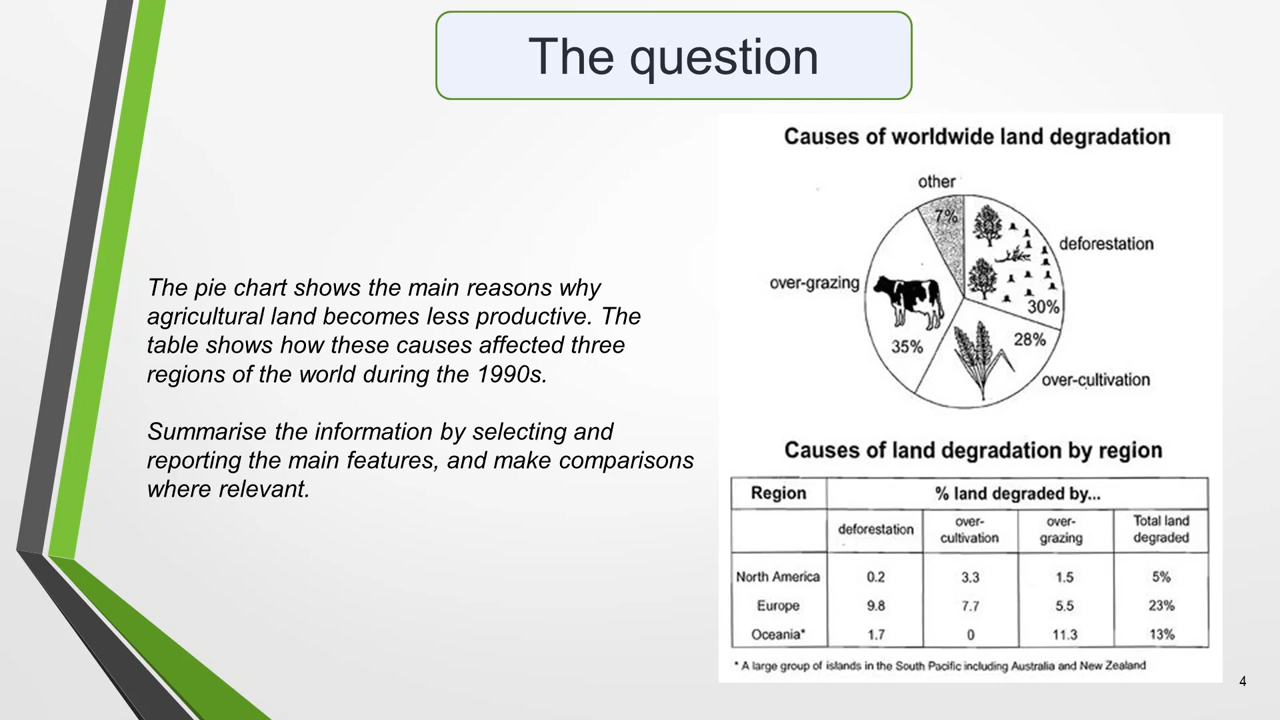 The question
The pie chart shows the main reasons why
agricultural land becomes less productive. The
table shows how these causes affected three
regions of the world during the 1990s.
Summarise the information by selecting and
reporting the main features, and make comparisons
where relevant.
Causes of worldwide land degradation
other
7%
deforestation
over-grazing
30%
28%
35%
over-cultivation
Causes of land degradation by region
Region % land degraded by...
deforestation over-cultivation over-grazing Total land degraded
North America 0.2 3.3 1.5 5%
Europe 9.8 7.7 5.5 23%
Oceania* 1.7 0 11.3 13%
* A large group of islands in the South Pacific including Australia and New Zealand
4